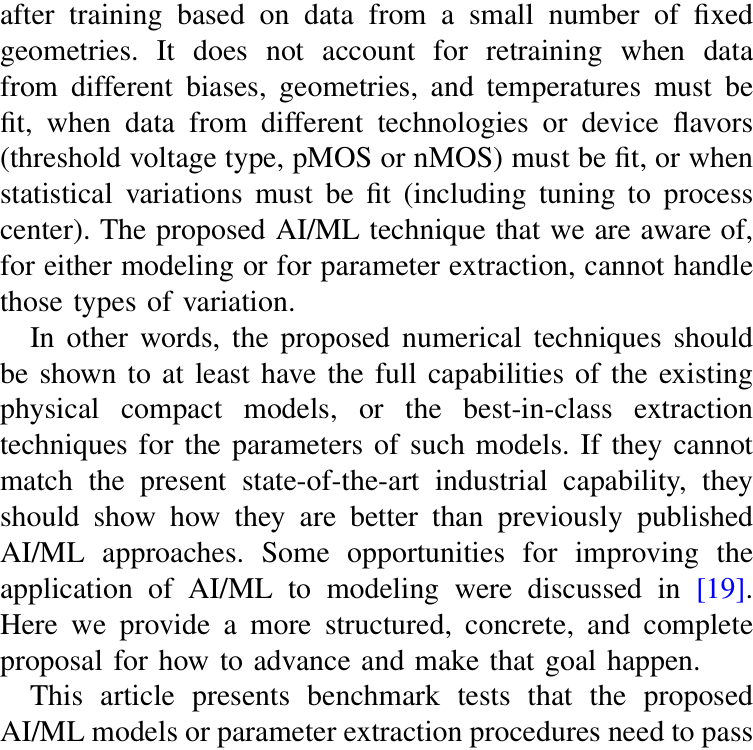 after training based on data from a small number of fixed
geometries. It does not account for retraining when data
from different biases, geometries, and temperatures must be
fit, when data from different technologies or device flavors
(threshold voltage type, pMOS or nMOS) must be fit, or when
statistical variations must be fit (including tuning to process
center). The proposed AI/ML technique that we are aware of,
for either modeling or for parameter extraction, cannot handle
those types of variation.
In other words, the proposed numerical techniques should
be shown to at least have the full capabilities of the existing
physical compact models, or the best-in-class extraction
techniques for the parameters of such models. If they cannot
match the present state-of-the-art industrial capability, they
should show how they are better than previously published
AI/ML approaches. Some opportunities for improving the
application of AI/ML to modeling were discussed in [19].
Here we provide a more structured, concrete, and complete
proposal for how to advance and make that goal happen.
This article presents benchmark tests that the proposed
AI/ML models or parameter extraction procedures need to pass